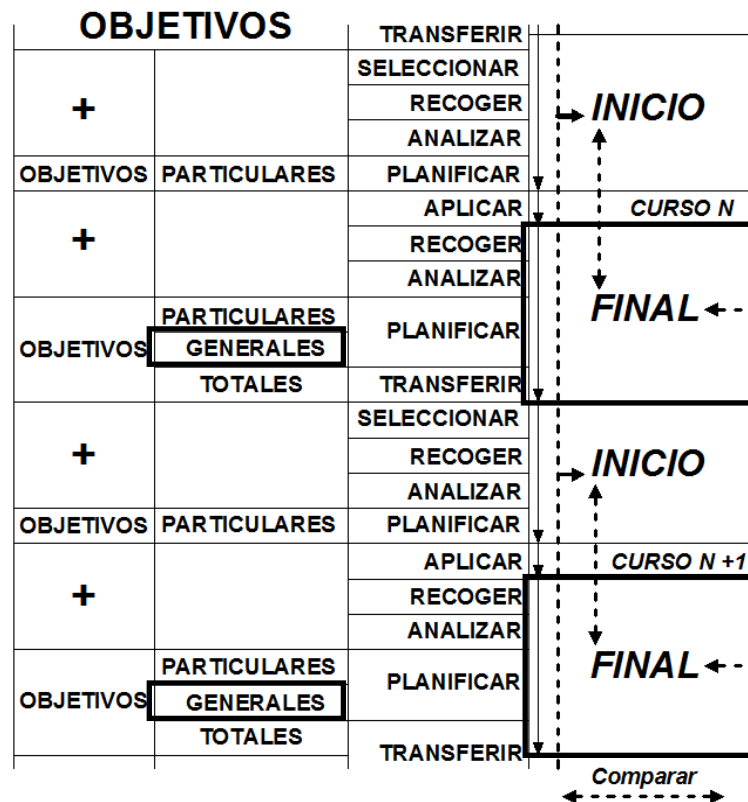 OBJETIVOS
TRANSFERIR
SELECCIONAR
+
RECOGER
INICIO
ANALIZAR
OBJETIVOS PARTICULARES PLANIFICAR
APLICAR
CURSO N
+
RECOGER
ANALIZAR
PARTICULARES
FINAL
OBJETIVOS
GENERALES
PLANIFICAR
TOTALES
TRANSFERIR
SELECCIONAR
+
RECOGER
INICIO
ANALIZAR
OBJETIVOS PARTICULARES PLANIFICAR
APLICAR
CURSO N +1
+
RECOGER
ANALIZAR
PARTICULARES
FINAL
OBJETIVOS
GENERALES
PLANIFICAR
TOTALES
TRANSFERIR
Comparar